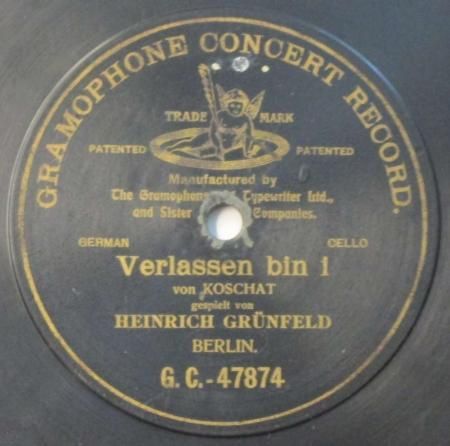 GRAMOPHONE CONCERT RECORD.
TRADE MARK
PATENTED PATENTED
Manufactured by
The Gramophone Typewriter Ltd.,
and Sister Companies.
GERMAN CELLO
Verlassen bin i
von KOSCHAT
gespielt von
HEINRICH GRÜNFELD
BERLIN.
G.C.-47874